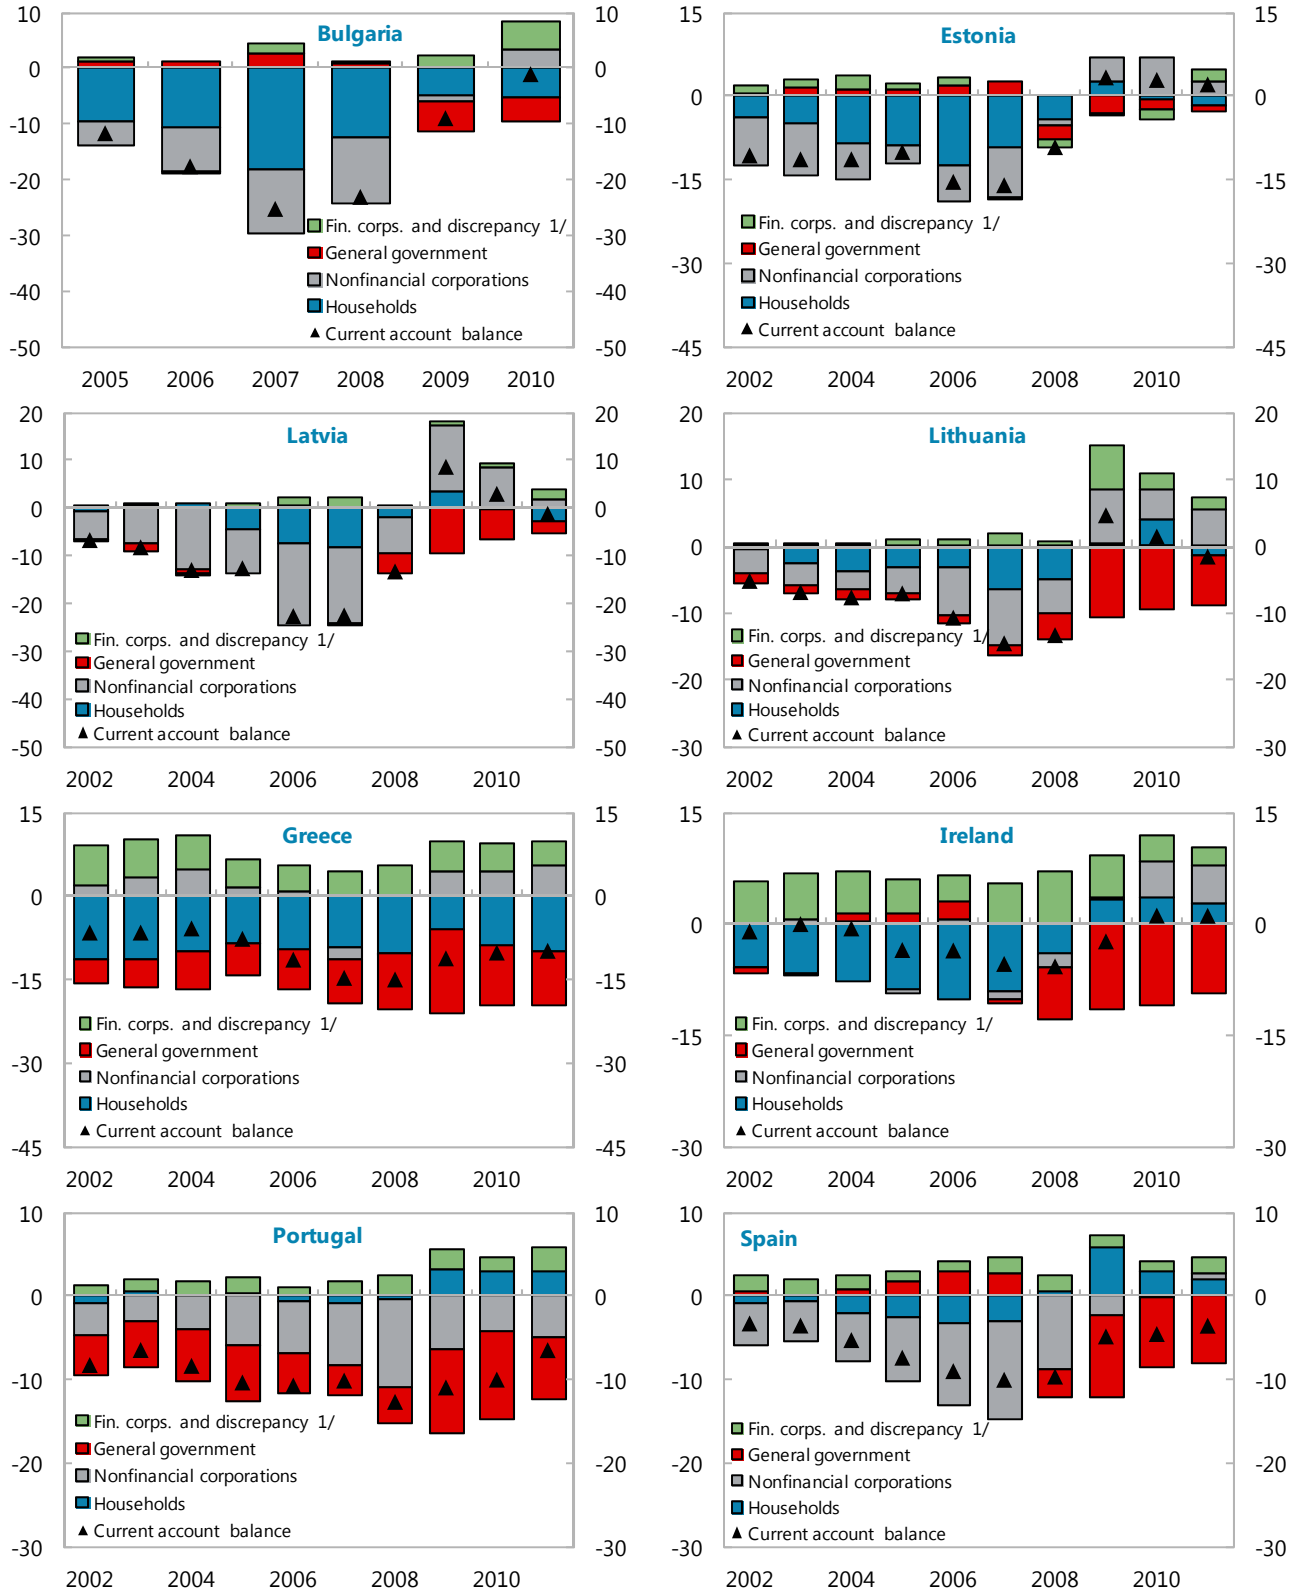 Bulgaria
10
0
-10
-20
-30
-40
-50
10
0
-10
-20
-30
-40
-50
Fin. corps. and discrepancy 1/
General government
Nonfinancial corporations
Households
Current account balance
2005 2006 2007 2008 2009 2010
Estonia
15
0
-15
-30
-45
15
0
-15
-30
-45
Fin. corps. and discrepancy 1/
General government
Nonfinancial corporations
Households
Current account balance
2002 2004 2006 2008 2010
Latvia
20
10
0
-10
-20
-30
-40
-50
20
10
0
-10
-20
-30
-40
-50
Fin. corps. and discrepancy 1/
General government
Nonfinancial corporations
Households
Current account balance
2002 2004 2006 2008 2010
Lithuania
20
10
0
-10
-20
-30
20
10
0
-10
-20
-30
Fin. corps. and discrepancy 1/
General government
Nonfinancial corporations
Households
Current account balance
2002 2004 2006 2008 2010
Greece
15
0
-15
-30
-45
15
0
-15
-30
-45
Fin. corps. and discrepancy 1/
General government
Nonfinancial corporations
Households
Current account balance
2002 2004 2006 2008 2010
Ireland
15
0
-15
-30
15
0
-15
-30
Fin. corps. and discrepancy 1/
General government
Nonfinancial corporations
Households
Current account balance
2002 2004 2006 2008 2010
Portugal
10
0
-10
-20
-30
10
0
-10
-20
-30
Fin. corps. and discrepancy 1/
General government
Nonfinancial corporations
Households
Current account balance
2002 2004 2006 2008 2010
Spain
10
0
-10
-20
-30
10
0
-10
-20
-30
Fin. corps. and discrepancy 1/
General government
Nonfinancial corporations
Households
Current account balance
2002 2004 2006 2008 2010